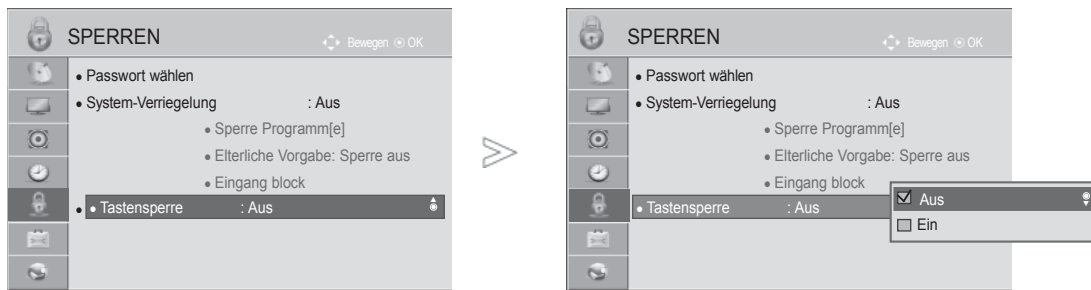 SPERREN
Bewegen OK
• Passwort wählen
• System-Verriegelung : Aus
• Sperre Programm[e]
• Elterliche Vorgabe: Sperre aus
• Eingang block
• • Tastensperre : Aus
SPERREN
Bewegen OK
• Passwort wählen
• System-Verriegelung : Aus
• Sperre Programm[e]
• Elterliche Vorgabe: Sperre aus
• Eingang block
• Tastensperre : Aus
Aus
Ein